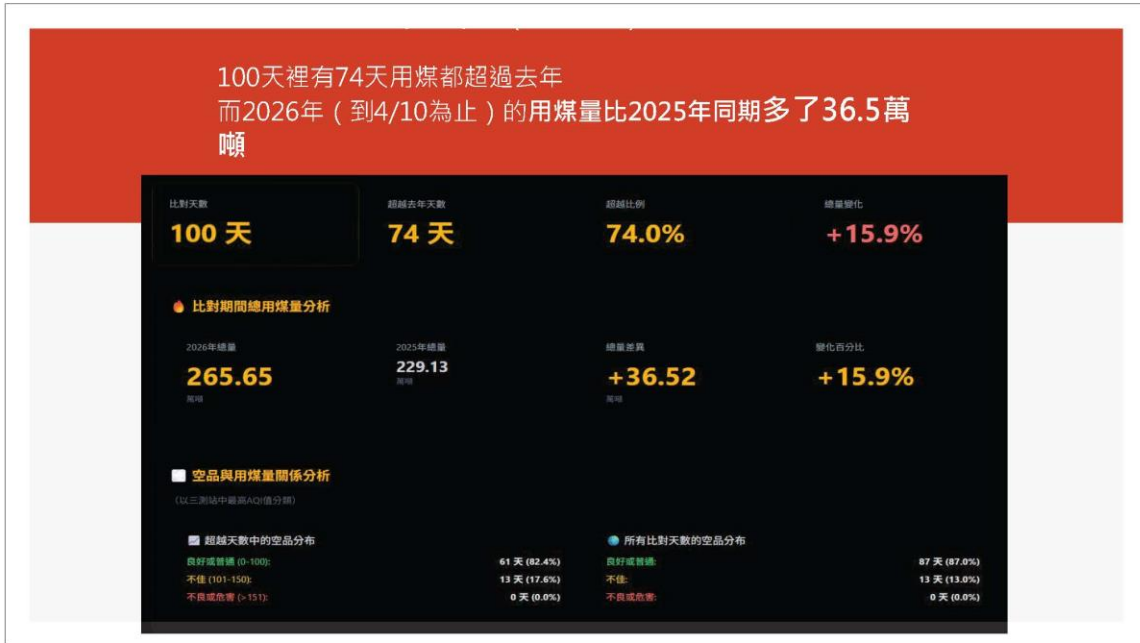 100天裡有74天用煤都超過去年
而2026年（到4/10為止）的用煤量比2025年同期多了36.5萬
噸
比對天數
100 天
超越去年天數
74 天
超越比例
74.0%
總量變化
+15.9%
比對期間總用煤量分析
2026年總量
265.65
萬噸
2025年總量
229.13
萬噸
總量差異
+36.52
萬噸
變化百分比
+15.9%
空品與用煤量關係分析
（以三測站中最高AQI值分類）
超越天數中的空品分布
良好或普通 (0-100): 61 天 (82.4%)
不佳 (101-150): 13 天 (17.6%)
不良或危害 (>151): 0 天 (0.0%)
所有比對天數的空品分布
良好或普通: 87 天 (87.0%)
不佳: 13 天 (13.0%)
不良或危害: 0 天 (0.0%)